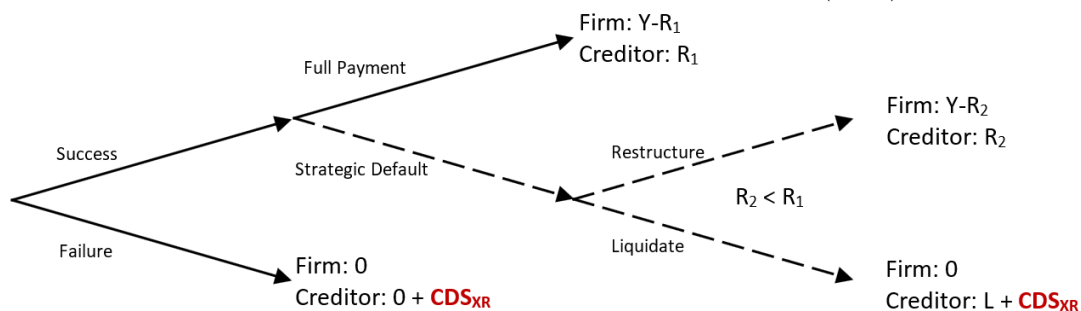 Firm: Y-R₁
Creditor: R₁
Full Payment
Firm: Y-R₂
Creditor: R₂
Success
Strategic Default
Restructure
R₂ < R₁
Failure
Liquidate
Firm: 0
Creditor: 0 + CDSXR
Firm: 0
Creditor: L + CDSXR